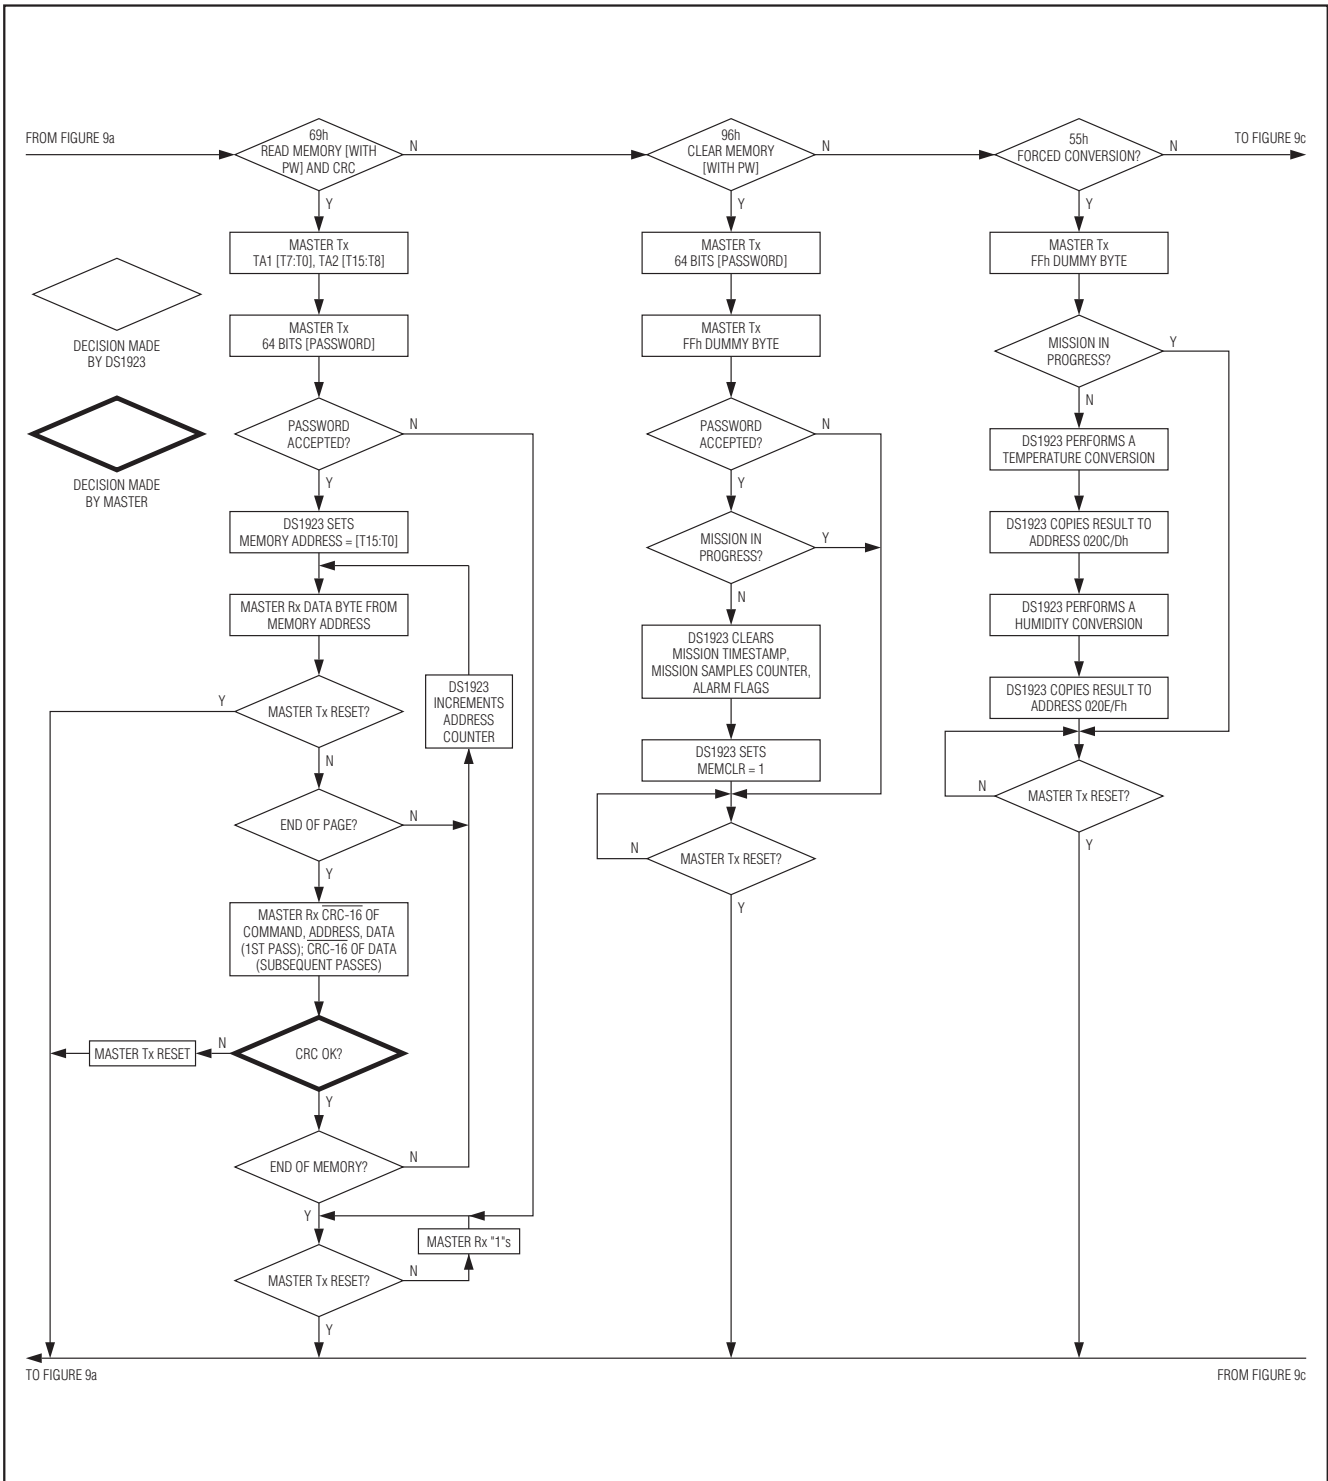 FROM FIGURE 9a
69h
READ MEMORY [WITH
PW] AND CRC
N
Y
96h
CLEAR MEMORY
[WITH PW]
N
Y
55h
FORCED CONVERSION?
N
Y
TO FIGURE 9c
DECISION MADE
BY DS1923
DECISION MADE
BY MASTER
MASTER Tx
TA1 [T7:T0], TA2 [T15:T8]
MASTER Tx
64 BITS [PASSWORD]
PASSWORD
ACCEPTED?
N
Y
DS1923 SETS
MEMORY ADDRESS = [T15:T0]
MASTER Rx DATA BYTE FROM
MEMORY ADDRESS
Y
MASTER Tx RESET?
N
DS1923
INCREMENTS
ADDRESS
COUNTER
END OF PAGE?
N
Y
MASTER Rx CRC-16 OF
COMMAND, ADDRESS, DATA
(1ST PASS); CRC-16 OF DATA
(SUBSEQUENT PASSES)
MASTER Tx RESET
N
CRC OK?
Y
END OF MEMORY?
N
Y
MASTER Rx "1"s
MASTER Tx RESET?
N
Y
MASTER Tx
64 BITS [PASSWORD]
MASTER Tx
FFh DUMMY BYTE
PASSWORD
ACCEPTED?
N
Y
MISSION IN
PROGRESS?
Y
N
DS1923 CLEARS
MISSION TIMESTAMP,
MISSION SAMPLES COUNTER,
ALARM FLAGS
DS1923 SETS
MEMCLR = 1
N
MASTER Tx RESET?
Y
MASTER Tx
FFh DUMMY BYTE
MISSION IN
PROGRESS?
Y
N
DS1923 PERFORMS A
TEMPERATURE CONVERSION
DS1923 COPIES RESULT TO
ADDRESS 020C/Dh
DS1923 PERFORMS A
HUMIDITY CONVERSION
DS1923 COPIES RESULT TO
ADDRESS 020E/Fh
N
MASTER Tx RESET?
Y
TO FIGURE 9a
FROM FIGURE 9c